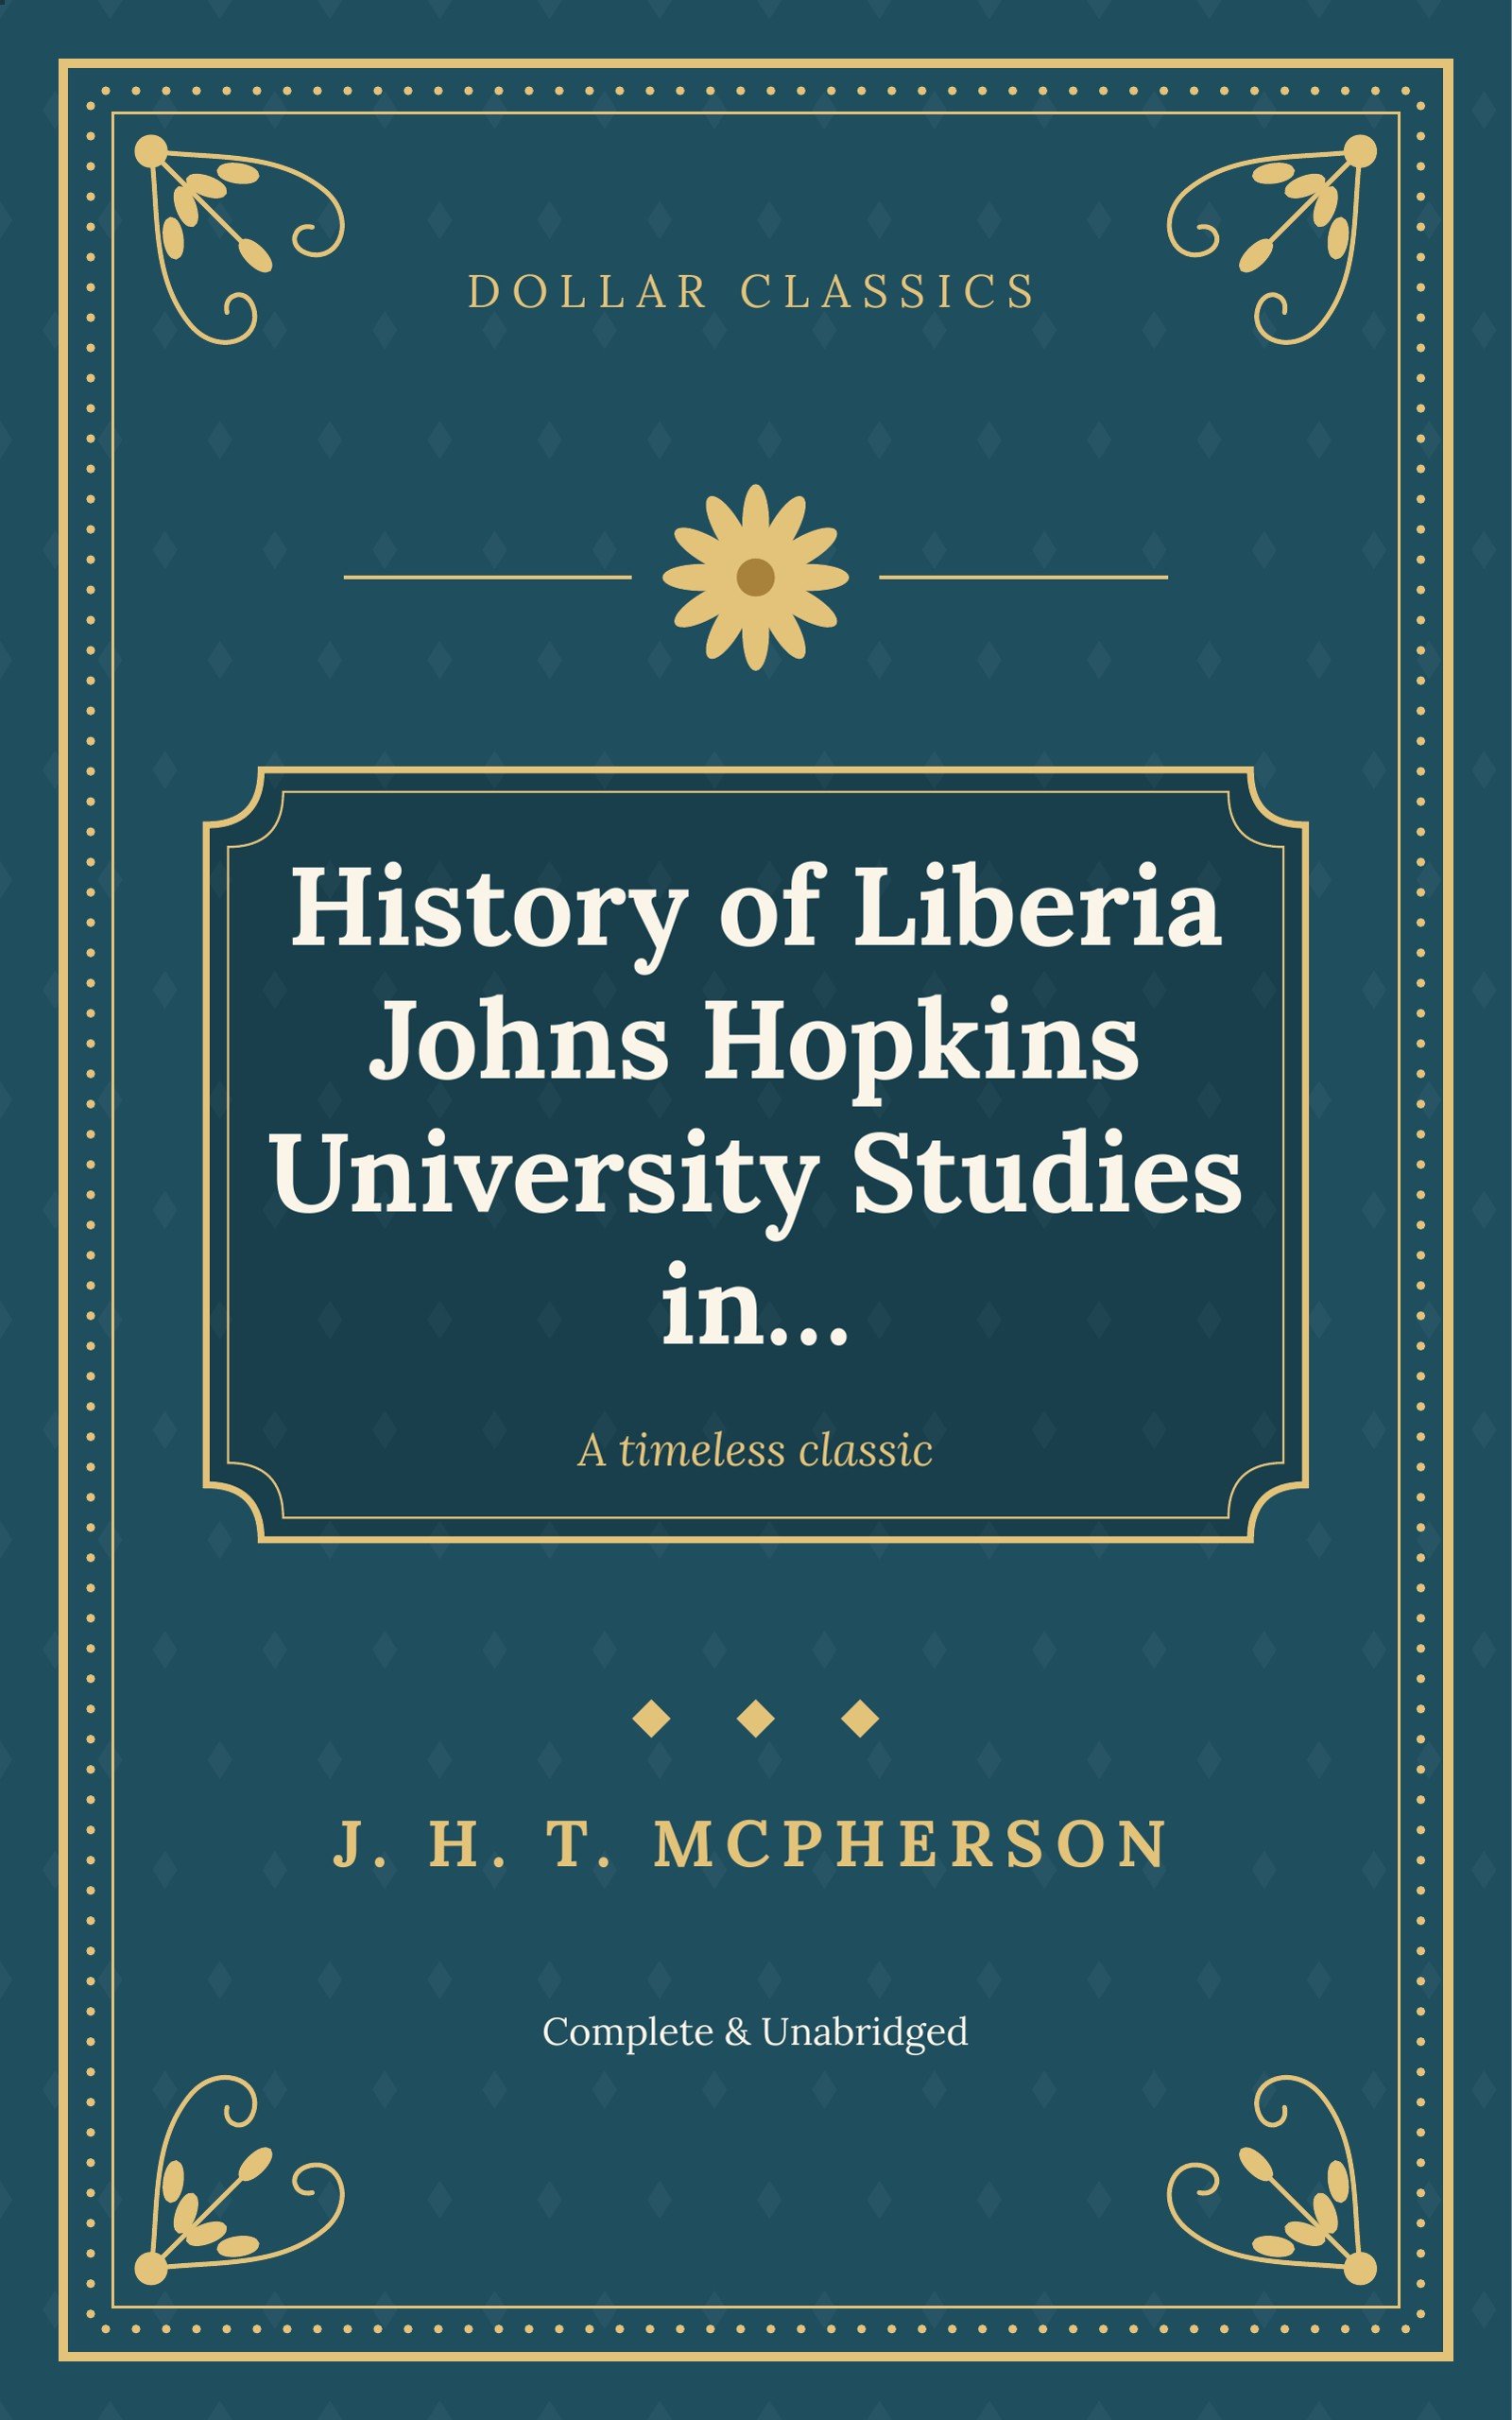 DOLLAR CLASSICS
History of Liberia
Johns Hopkins
University Studies
in...
A timeless classic
J. H. T. MCPHERSON
Complete & Unabridged